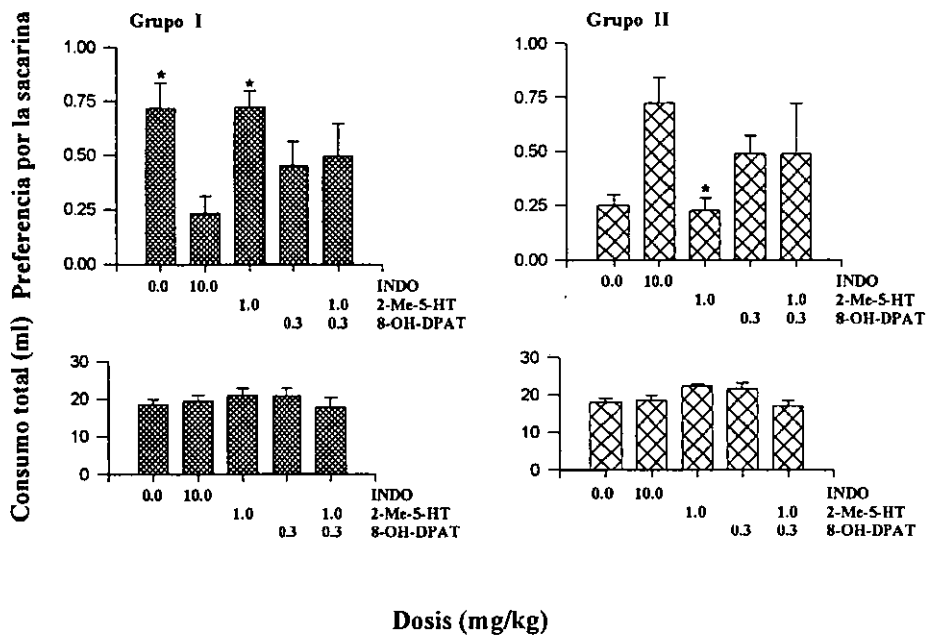 Grupo I
Preferencia por la sacarina
1.00
*
*
0.75
0.50
0.25
0.00
0.0 10.0 INDO
1.0 1.0 2-Me-5-HT
0.3 0.3 8-OH-DPAT
Grupo II
1.00
0.75
0.50
*
0.25
0.00
0.0 10.0 INDO
1.0 1.0 2-Me-5-HT
0.3 0.3 8-OH-DPAT
Consumo total (ml)
30
20
10
0
0.0 10.0 INDO
1.0 1.0 2-Me-5-HT
0.3 0.3 8-OH-DPAT
30
20
10
0
0.0 10.0 INDO
1.0 1.0 2-Me-5-HT
0.3 0.3 8-OH-DPAT
Dosis (mg/kg)